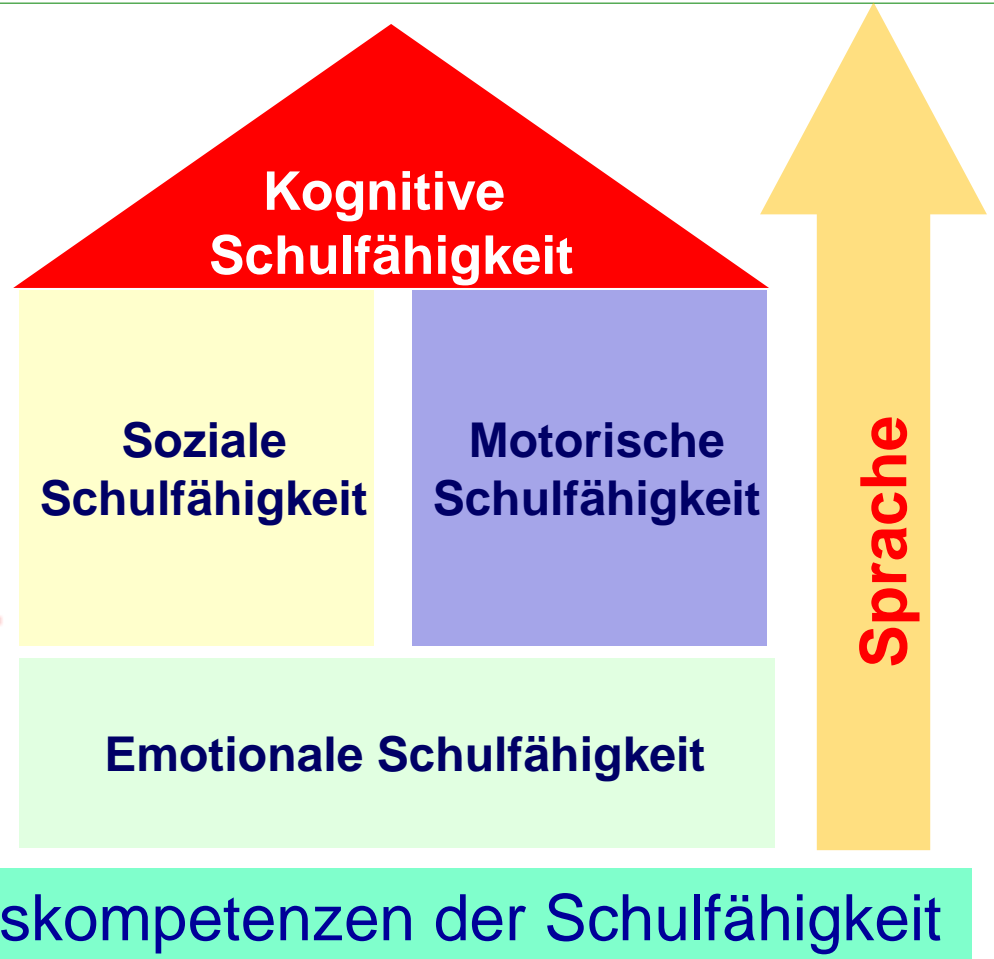 Kognitive
Schulfähigkeit
Soziale
Schulfähigkeit
Motorische
Schulfähigkeit
Sprache
Emotionale Schulfähigkeit
skompetenzen der Schulfähigkeit